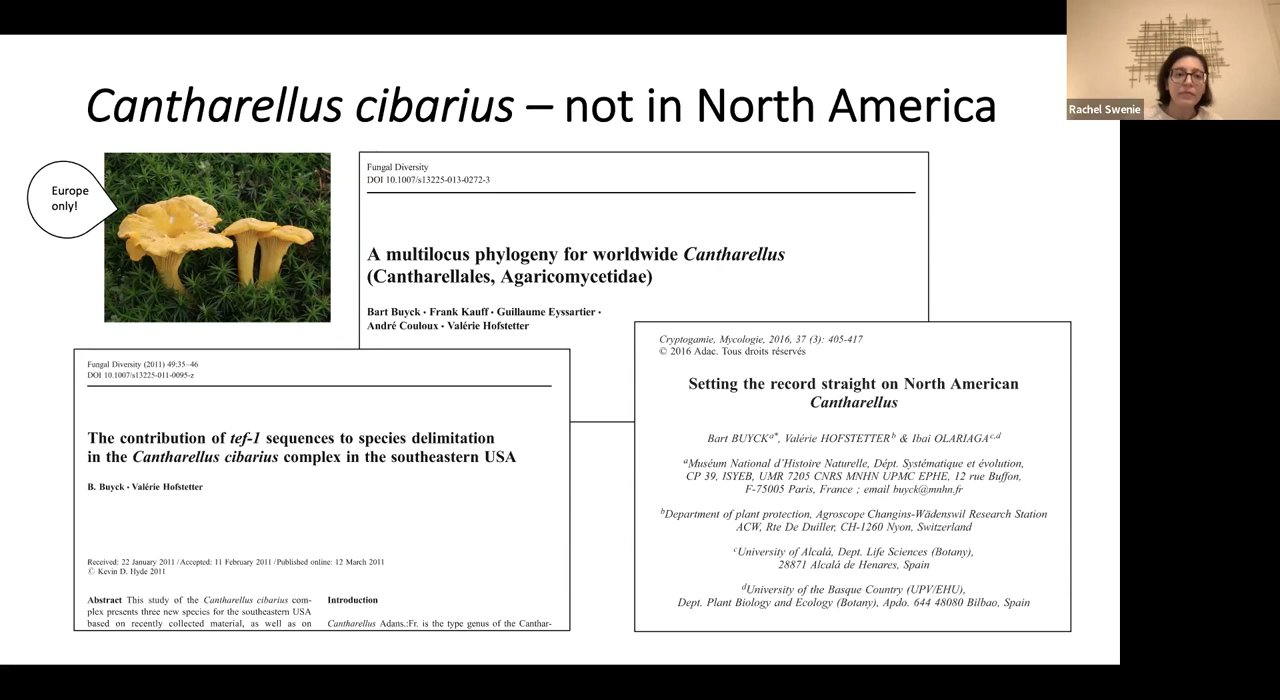 Cantharellus cibarius – not in North America
Rachel Swenie
Europe
only!
Fungal Diversity
DOI 10.1007/s13225-013-0272-3
A multilocus phylogeny for worldwide Cantharellus
(Cantharellales, Agaricomycetidae)
Bart Buyck · Frank Kauff · Guillaume Eyssartier ·
André Couloux · Valérie Hofstetter
Fungal Diversity (2011) 49:35–46
DOI 10.1007/s13225-011-0095-z
The contribution of tef-1 sequences to species delimitation
in the Cantharellus cibarius complex in the southeastern USA
B. Buyck · Valérie Hofstetter
Received: 22 January 2011 / Accepted: 11 February 2011 / Published online: 12 March 2011
© Kevin D. Hyde 2011
Abstract This study of the Cantharellus cibarius com-
plex presents three new species for the southeastern USA
based on recently collected material, as well as on
Introduction
Cantharellus Adans.:Fr. is the type genus of the Canthar-
Cryptogamie, Mycologie, 2016, 37 (3): 405-417
© 2016 Adac. Tous droits réservés
Setting the record straight on North American
Cantharellus
Bart BUYCKa*, Valérie HOFSTETTERb & Ibai OLARIAGAc,d
aMuséum National d'Histoire Naturelle, Dépt. Systématique et évolution,
CP 39, ISYEB, UMR 7205 CNRS MNHN UPMC EPHE, 12 rue Buffon,
F-75005 Paris, France ; email buyck@mnhn.fr
bDepartment of plant protection, Agroscope Changins-Wädenswil Research Station
ACW, Rte De Duiller, CH-1260 Nyon, Switzerland
cUniversity of Alcalá, Dept. Life Sciences (Botany),
28871 Alcalá de Henares, Spain
dUniversity of the Basque Country (UPV/EHU),
Dept. Plant Biology and Ecology (Botany), Apdo. 644 48080 Bilbao, Spain